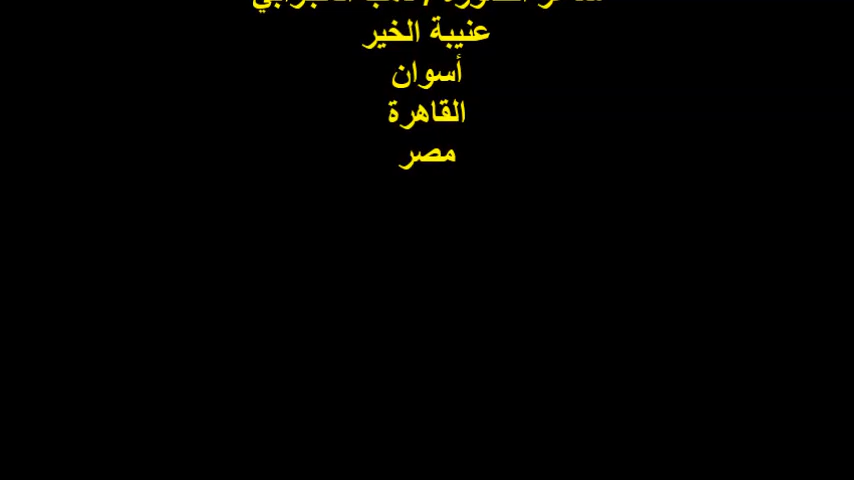 عنيبة الخير
أسوان
القاهرة
مصر